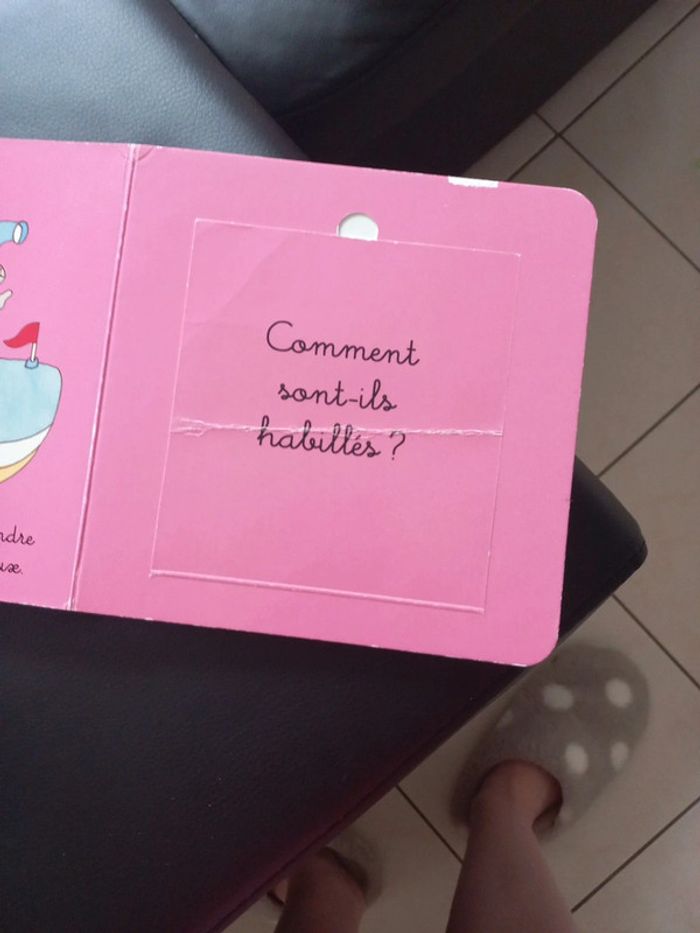 Comment
sont-ils
habillés ?